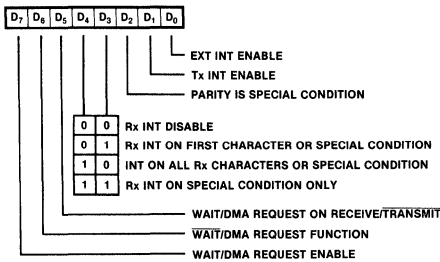 D7 D6 D5 D4 D3 D2 D1 D0
EXT INT ENABLE
Tx INT ENABLE
PARITY IS SPECIAL CONDITION
0 0 Rx INT DISABLE
0 1 Rx INT ON FIRST CHARACTER OR SPECIAL CONDITION
1 0 INT ON ALL Rx CHARACTERS OR SPECIAL CONDITION
1 1 Rx INT ON SPECIAL CONDITION ONLY
WAIT/DMA REQUEST ON RECEIVE/TRANSMIT
WAIT/DMA REQUEST FUNCTION
WAIT/DMA REQUEST ENABLE